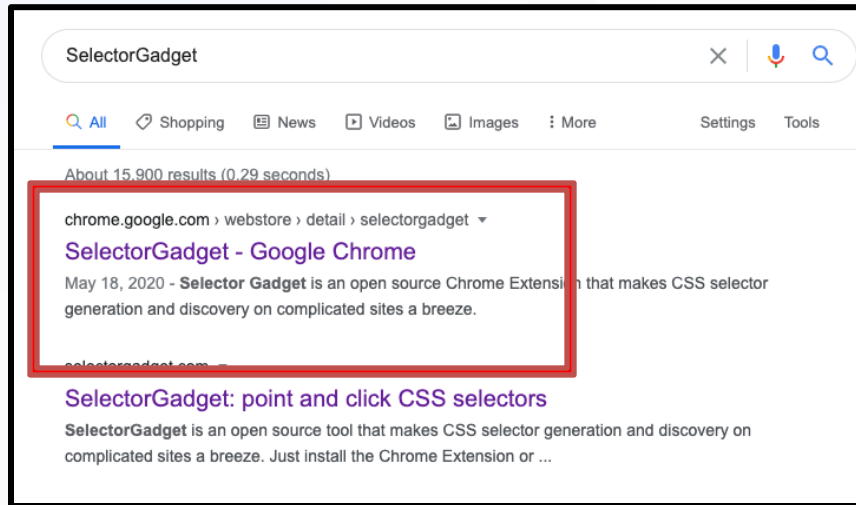 SelectorGadget
All Shopping News Videos Images More Settings Tools
About 15,900 results (0.29 seconds)
chrome.google.com › webstore › detail › selectorgadget
SelectorGadget - Google Chrome
May 18, 2020 - Selector Gadget is an open source Chrome Extension that makes CSS selector
generation and discovery on complicated sites a breeze.
selectorgadget.com
SelectorGadget: point and click CSS selectors
SelectorGadget is an open source tool that makes CSS selector generation and discovery on
complicated sites a breeze. Just install the Chrome Extension or ...